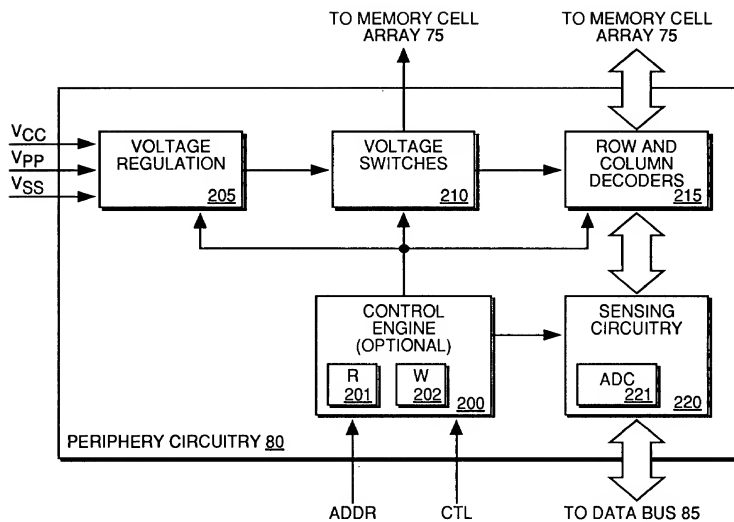 TO MEMORY CELL
ARRAY 75
TO MEMORY CELL
ARRAY 75
VCC
VPP
VSS
VOLTAGE
REGULATION
205
VOLTAGE
SWITCHES
210
ROW AND
COLUMN
DECODERS
215
CONTROL
ENGINE
(OPTIONAL)
R
201
W
202
200
SENSING
CIRCUITRY
ADC
221
220
PERIPHERY CIRCUITRY 80
ADDR
CTL
TO DATA BUS 85